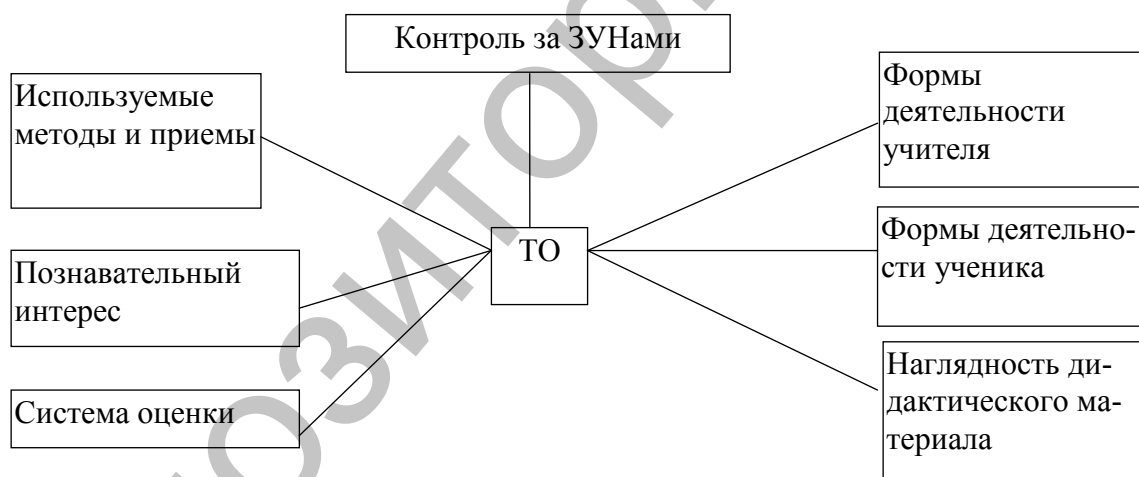 Контроль за ЗУНами
Используемые
методы и приемы
Познавательный
интерес
Система оценки
ТО
Формы
деятельности
учителя
Формы деятельно-
сти ученика
Наглядность ди-
дактического ма-
териала